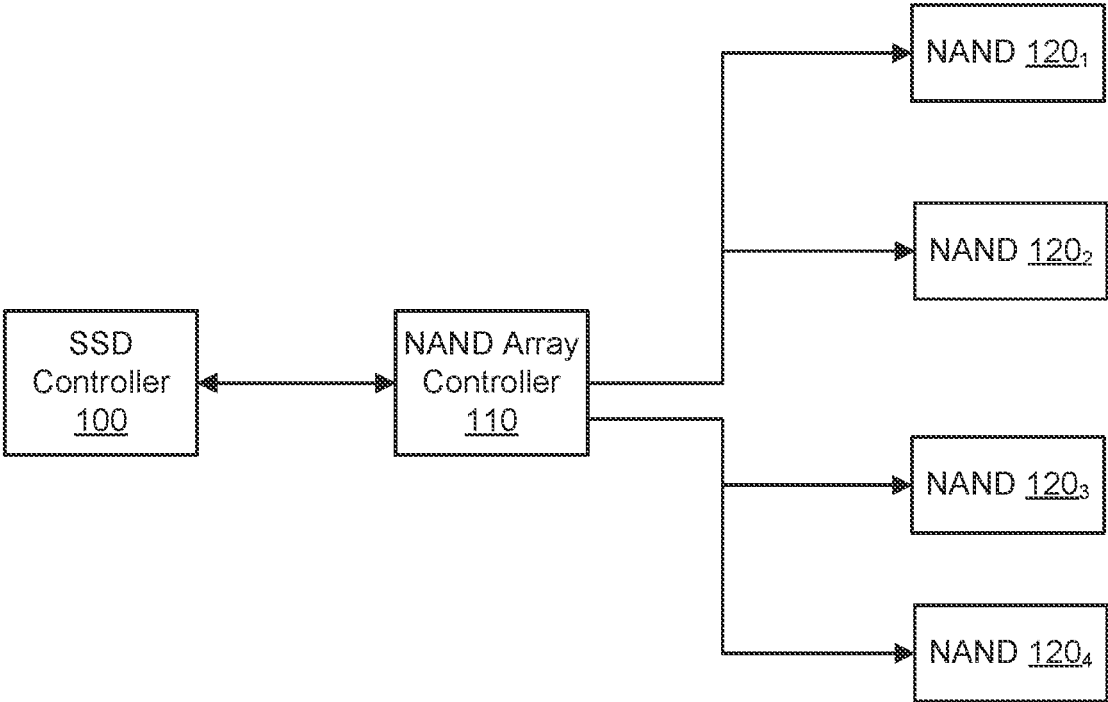 NAND 120₁
NAND 120₂
SSD
Controller
100
NAND Array
Controller
110
NAND 120₃
NAND 120₄